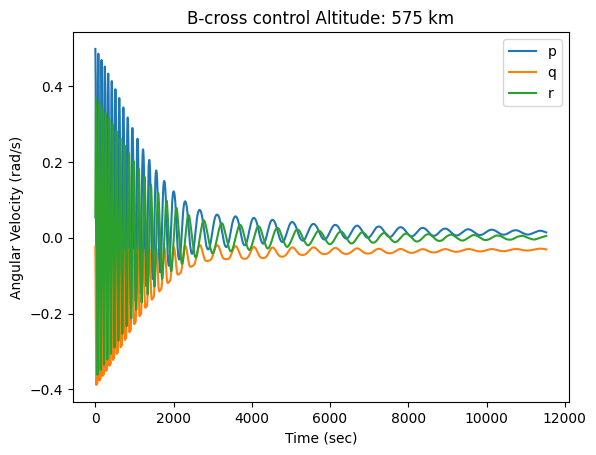 B-cross control Altitude: 575 km
p
q
r
Angular Velocity (rad/s)
0.4
0.2
0.0
−0.2
−0.4
0 2000 4000 6000 8000 10000 12000
Time (sec)